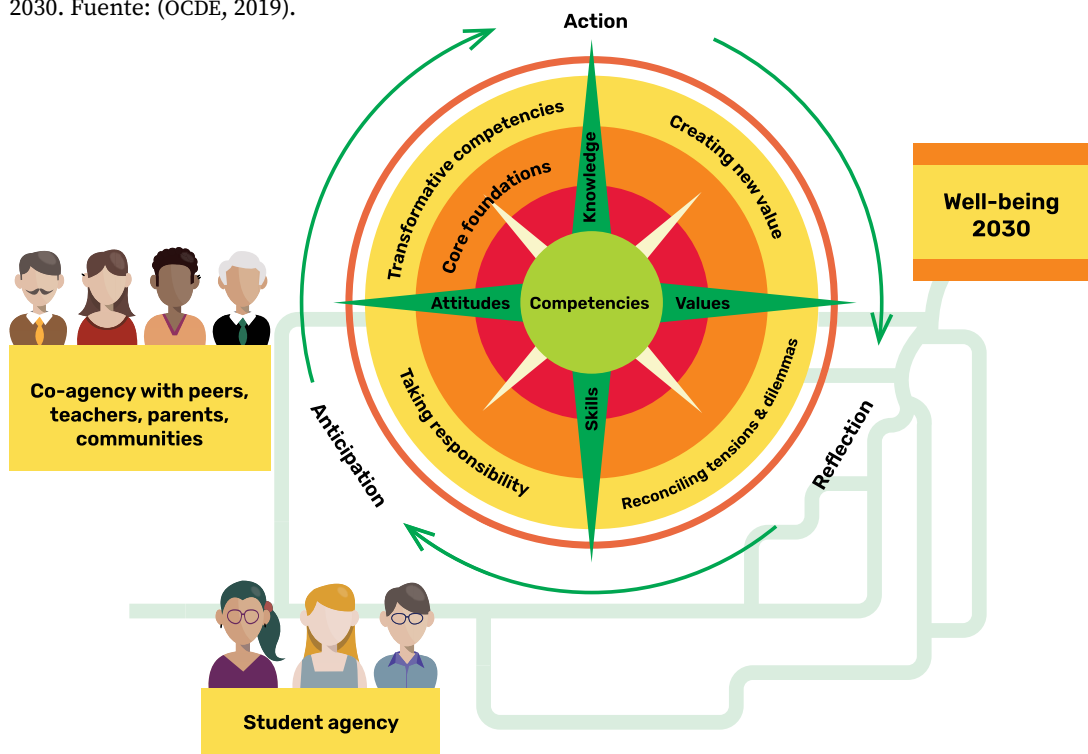 2030. Fuente: (OCDE, 2019).
Action
Transformative competencies
Creating new value
Core foundations
Knowledge
Well-being
2030
Attitudes
Competencies
Values
Skills
Co-agency with peers,
teachers, parents,
communities
Taking responsibility
Reconciling tensions & dilemmas
Anticipation
Reflection
Student agency